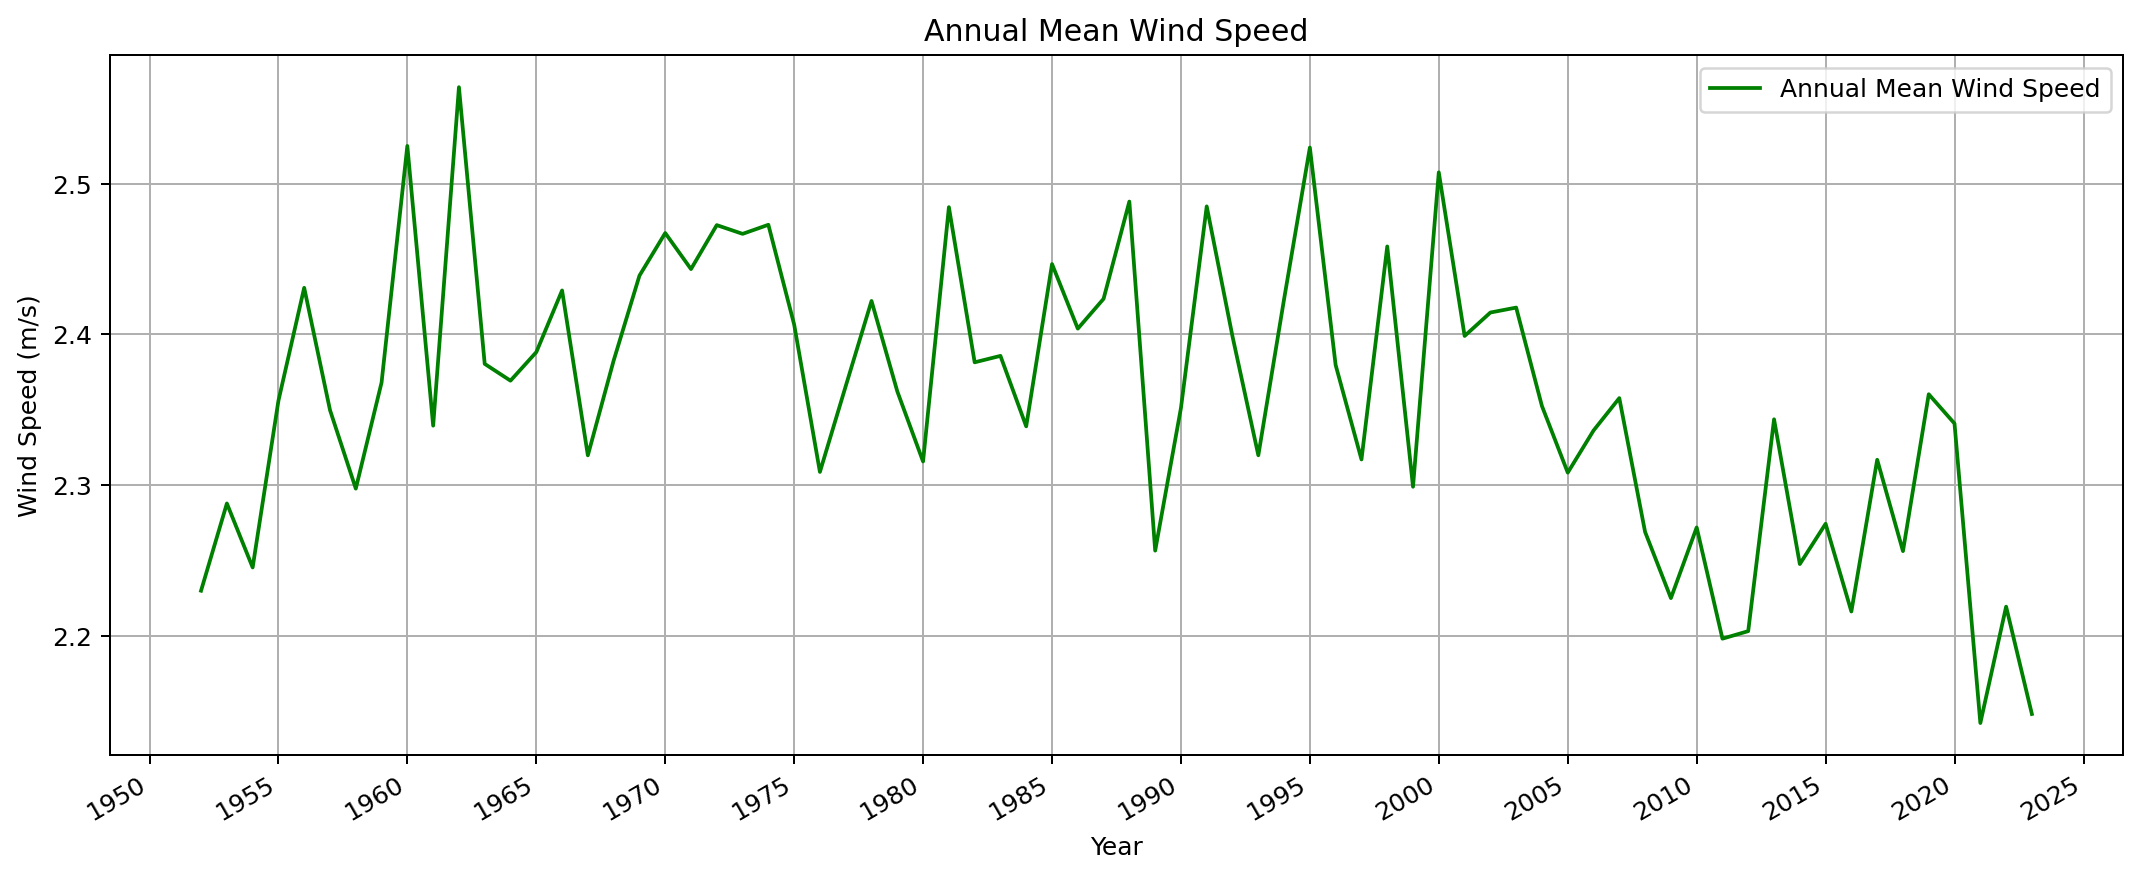 Annual Mean Wind Speed
Annual Mean Wind Speed
Wind Speed (m/s)
2.5
2.4
2.3
2.2
1950 1955 1960 1965 1970 1975 1980 1985 1990 1995 2000 2005 2010 2015 2020 2025
Year